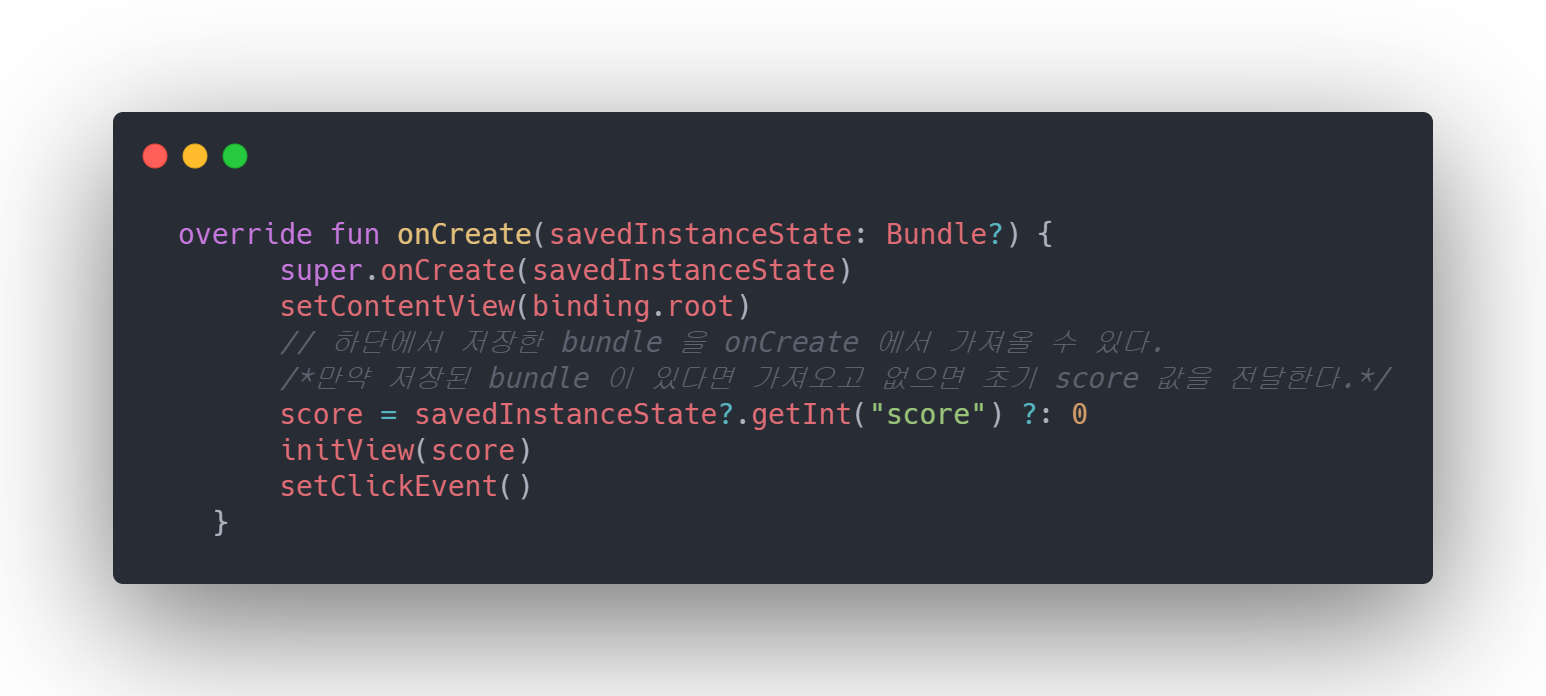 override fun onCreate(savedInstanceState: Bundle?) {
super.onCreate(savedInstanceState)
setContentView(binding.root)
// 하단에서 저장한 bundle 을 onCreate 에서 가져올 수 있다.
/*만약 저장된 bundle 이 있다면 가져오고 없으면 초기 score 값을 전달한다.*/
score = savedInstanceState?.getInt("score") ?: 0
initView(score)
setClickEvent()
}